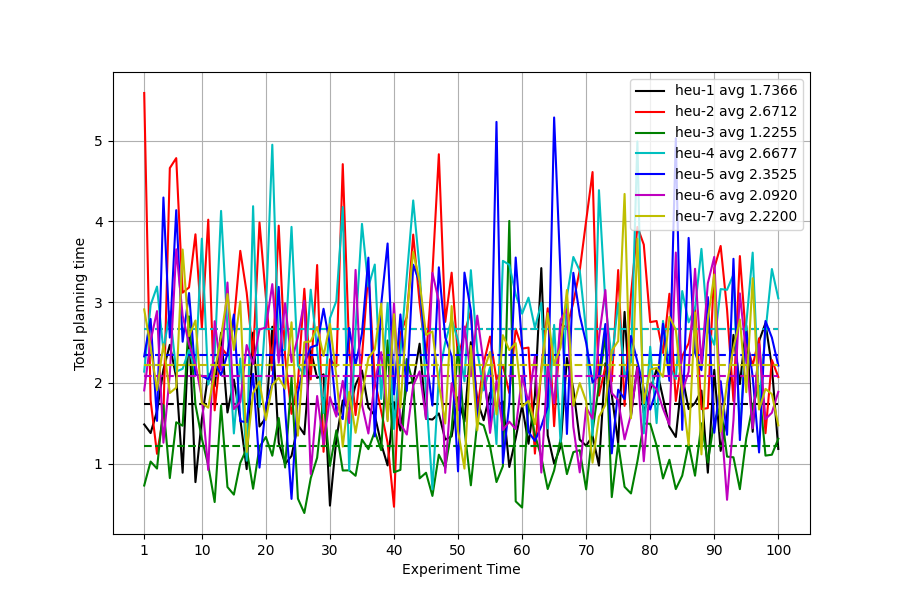 heu-1 avg 1.7366
heu-2 avg 2.6712
heu-3 avg 1.2255
heu-4 avg 2.6677
heu-5 avg 2.3525
heu-6 avg 2.0920
heu-7 avg 2.2200
Total planning time
5
4
3
2
1
1 10 20 30 40 50 60 70 80 90 100
Experiment Time